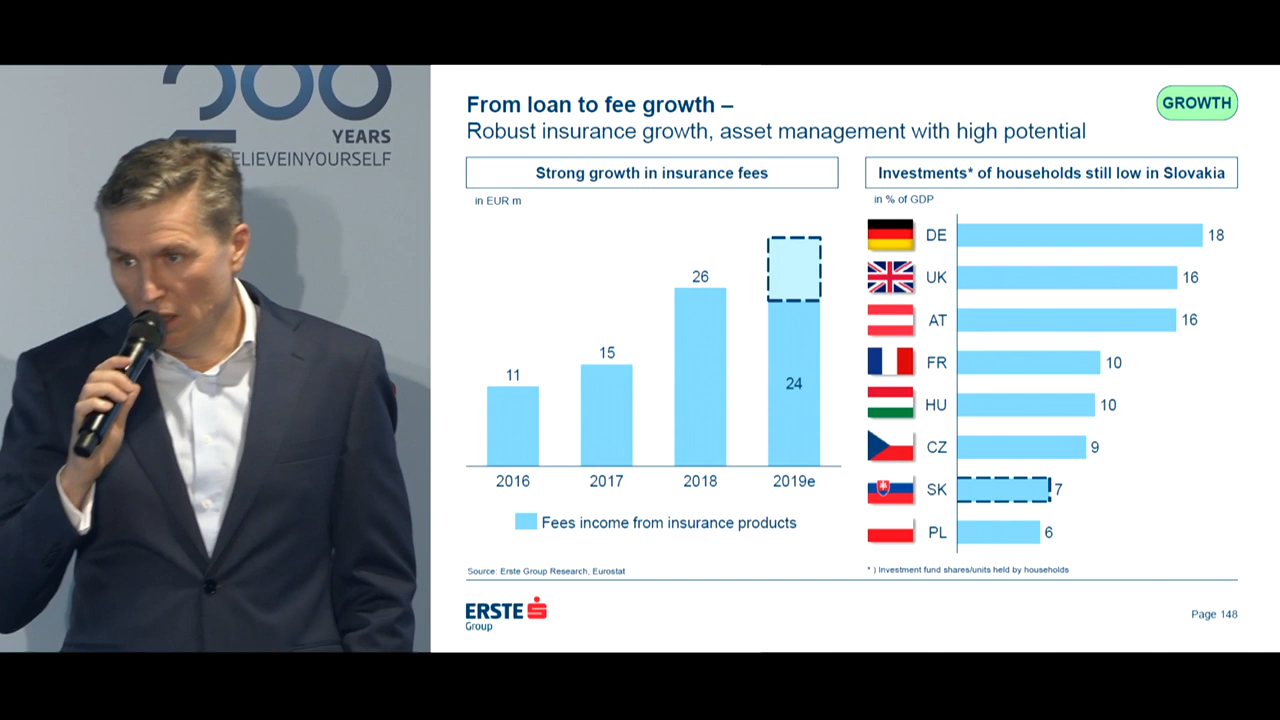 200
YEARS
ELIEVEINYOURSELF
From loan to fee growth –
Robust insurance growth, asset management with high potential
GROWTH
Strong growth in insurance fees
in EUR m
11
15
26
24
2016 2017 2018 2019e
Fees income from insurance products
Source: Erste Group Research, Eurostat
Investments* of households still low in Slovakia
in % of GDP
DE 18
UK 16
AT 16
FR 10
HU 10
CZ 9
SK 7
PL 6
* ) Investment fund shares/units held by households
ERSTE
Group
Page 148